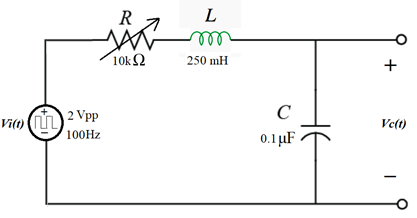 R
10kΩ
L
250 mH
Vi(t)
+
−
2 Vpp
100Hz
C
0.1µF
+
Vc(t)
−